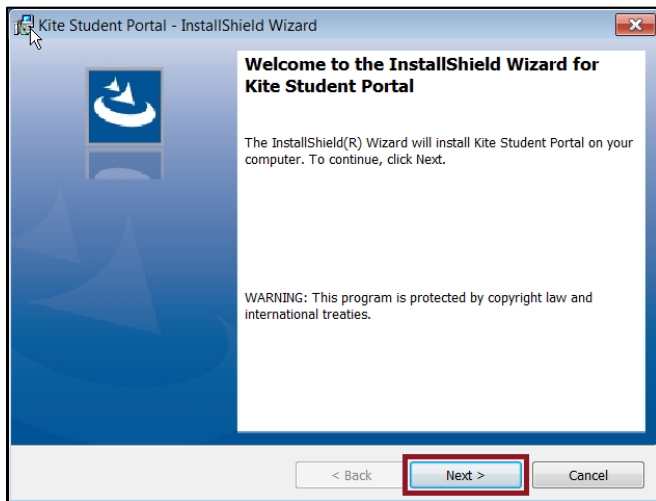 Kite Student Portal - InstallShield Wizard
Welcome to the InstallShield Wizard for
Kite Student Portal
The InstallShield(R) Wizard will install Kite Student Portal on your
computer. To continue, click Next.
WARNING: This program is protected by copyright law and
international treaties.
< Back
Next >
Cancel